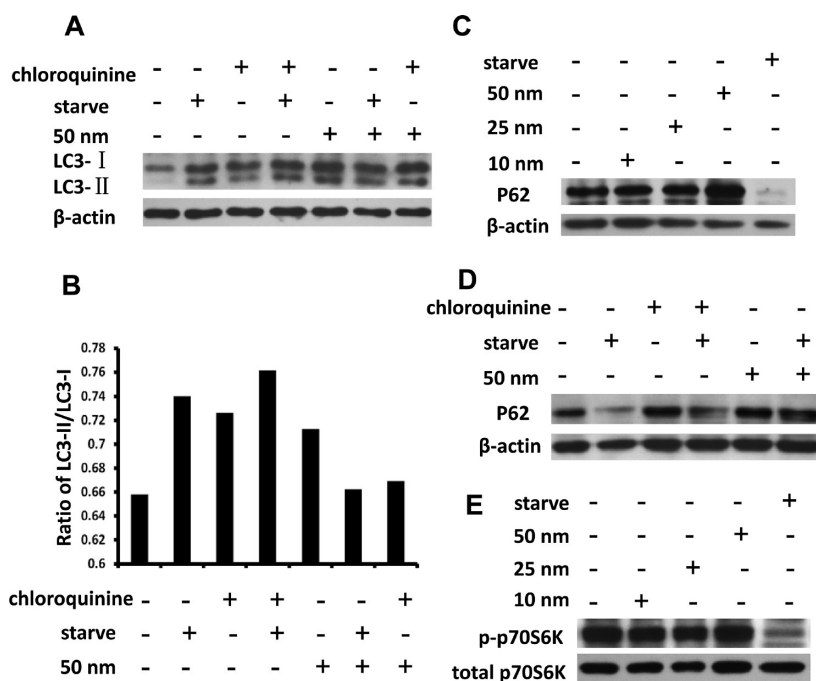 A
chloroquinine - - + + - - +
starve - + - + - + -
50 nm - - - - + + +
LC3- Ⅰ
LC3- Ⅱ
β-actin
B
Ratio of LC3-II/LC3-I
0.78
0.76
0.74
0.72
0.7
0.68
0.66
0.64
0.62
0.6
chloroquinine - - + + - - +
starve - + - + - + -
50 nm - - - - + + +
C
starve - - - - +
50 nm - - - + -
25 nm - - + - -
10 nm - + - - -
P62
β-actin
D
chloroquinine - - + + - -
starve - + - + - +
50 nm - - - - + +
P62
β-actin
E
starve - - - - +
50 nm - - - + -
25 nm - - + - -
10 nm - + - - -
p-p70S6K
total p70S6K